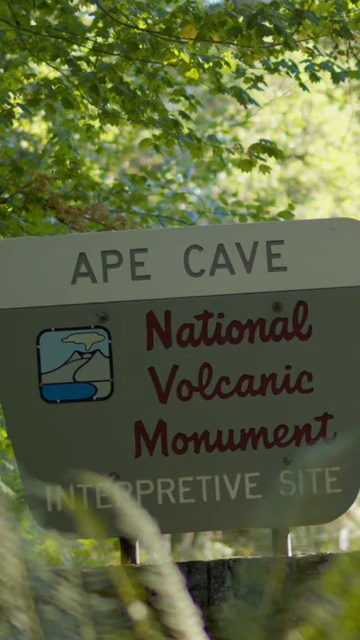 APE CAVE
National
Volcanic
Monument
INTERPRETIVE SITE